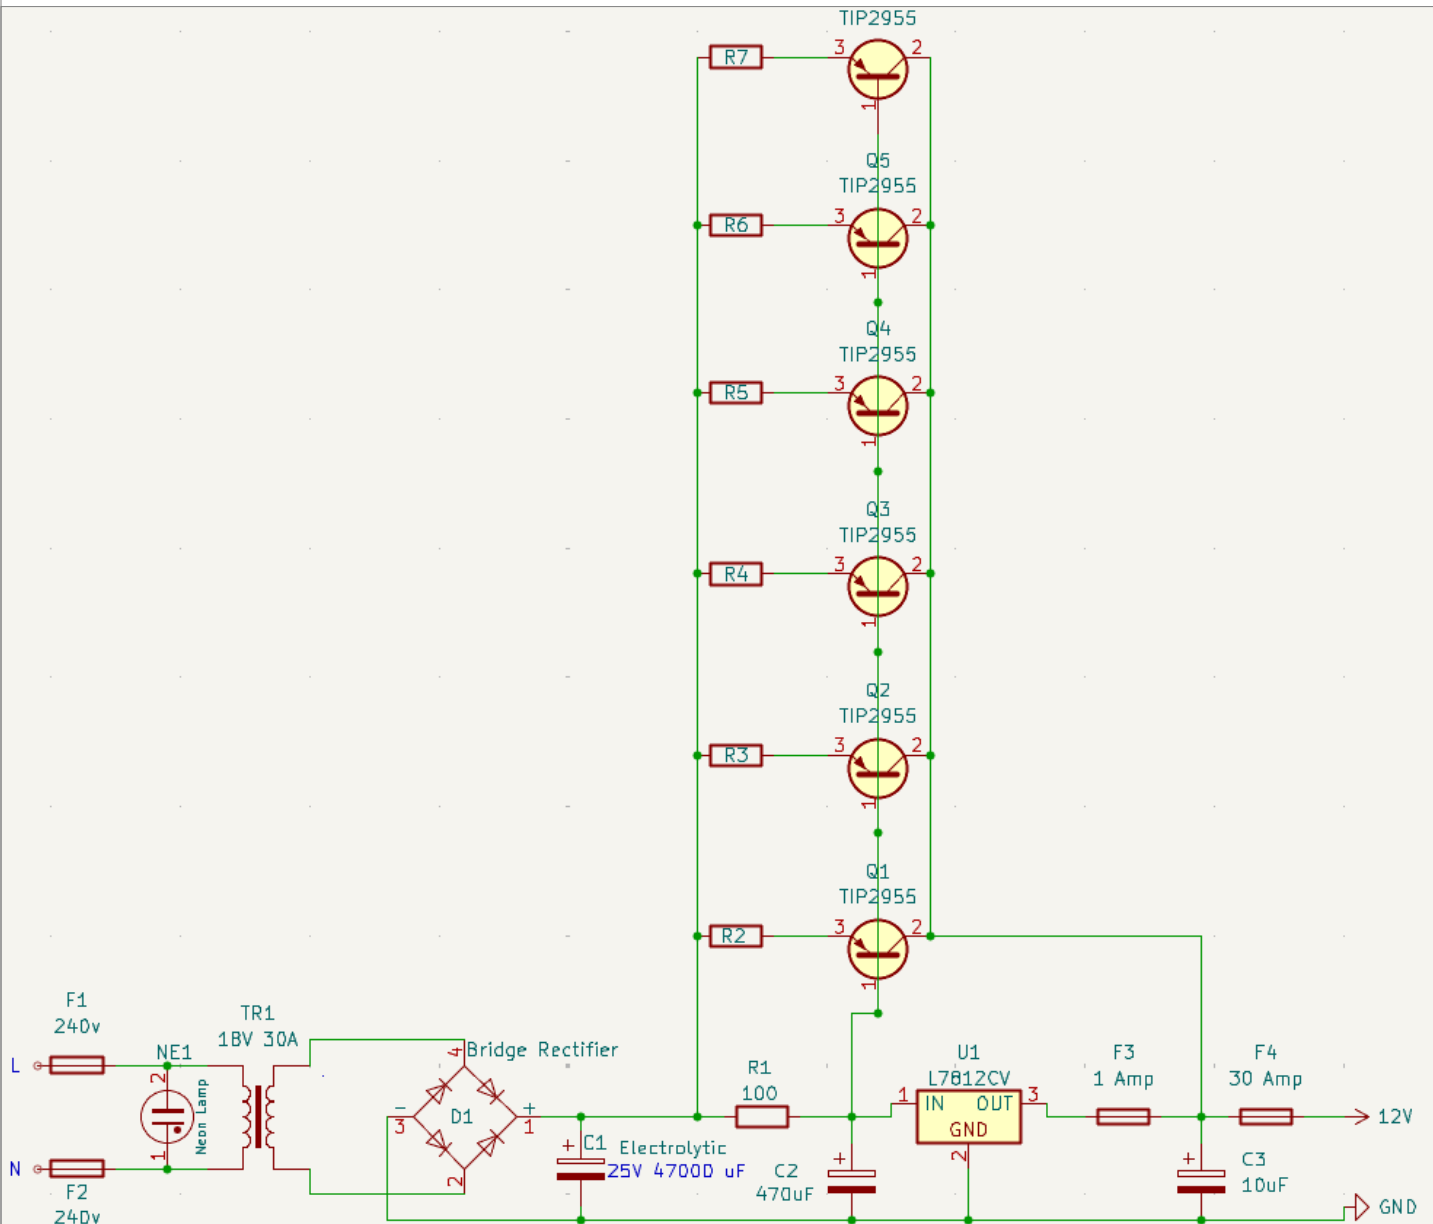 TIP2955
R7
3
2
1
Q5
TIP2955
R6
3
2
1
Q4
TIP2955
R5
3
2
1
Q3
TIP2955
R4
3
2
1
Q2
TIP2955
R3
3
2
1
Q1
TIP2955
R2
3
2
1
F1
240v
L
NE1
2
1
Neon Lamp
N
F2
240v
TR1
18V 30A
4
Bridge Rectifier
-
3
D1
+
1
2
+
C1
Electrolytic
25V 47000 uF
R1
100
C2
470uF
+
U1
L7812CV
1
IN
OUT
3
GND
2
F3
1 Amp
F4
30 Amp
12V
+
C3
10uF
GND